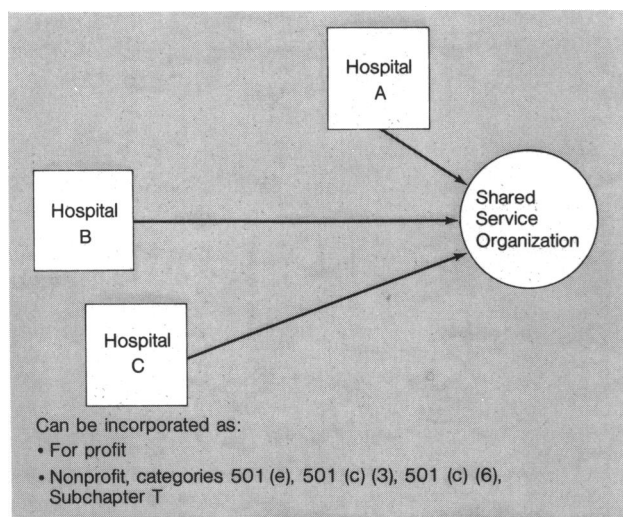 Hospital
A
Hospital
B
Shared
Service
Organization
Hospital
C
Can be incorporated as:
• For profit
• Nonprofit, categories 501 (e), 501 (c) (3), 501 (c) (6),
Subchapter T